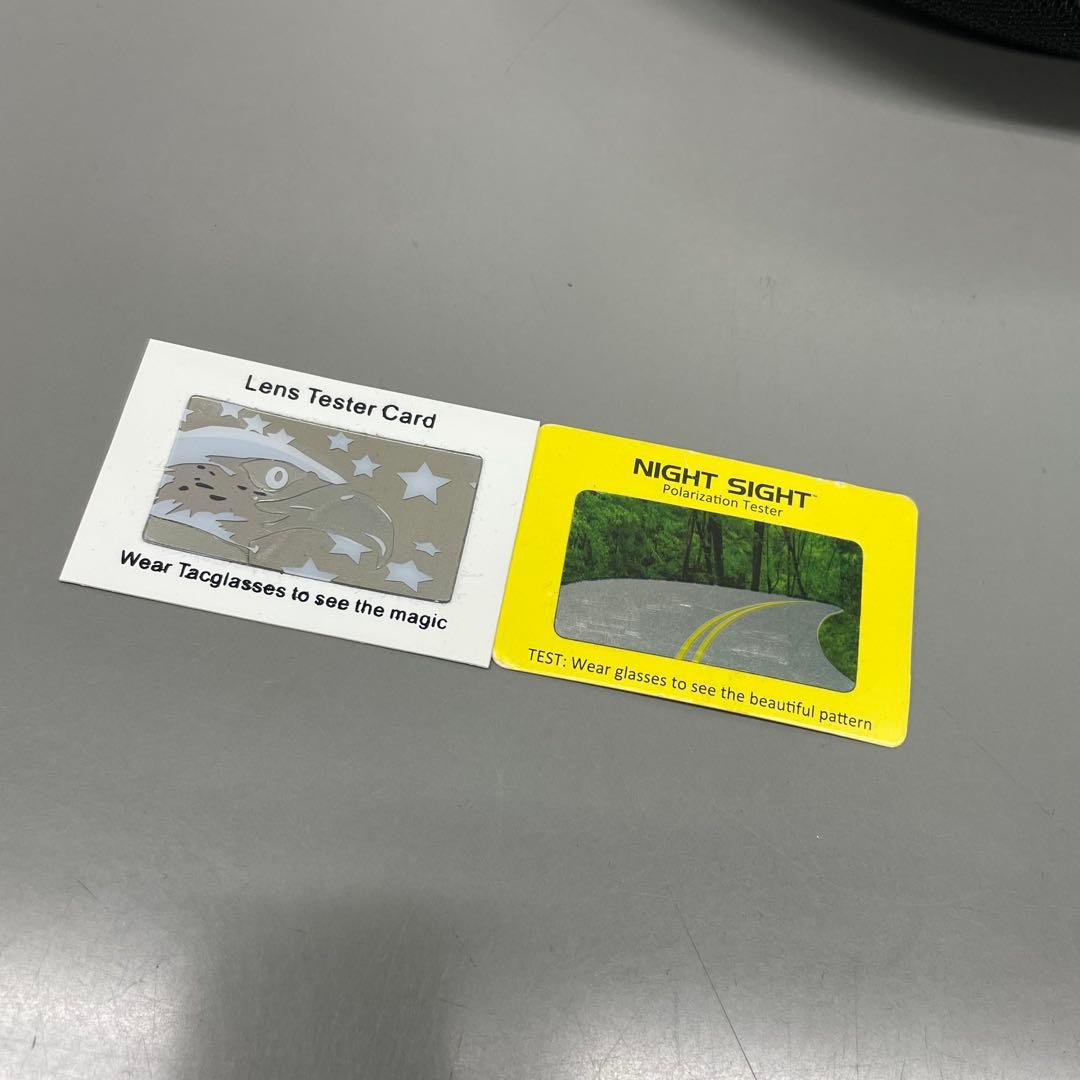 Lens Tester Card
Wear Tacglasses to see the magic
NIGHT SIGHT™
Polarization Tester
TEST: Wear glasses to see the beautiful pattern